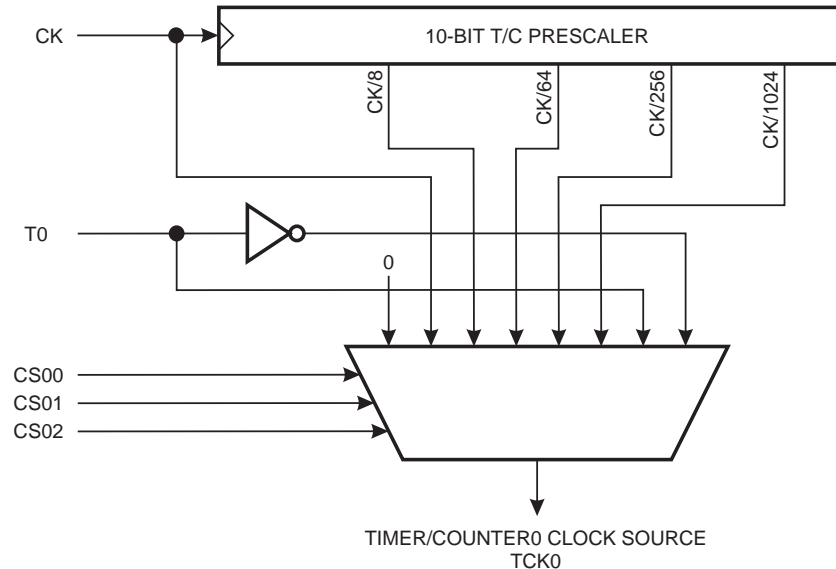 CK
10-BIT T/C PRESCALER
CK/8
CK/64
CK/256
CK/1024
T0
0
CS00
CS01
CS02
TIMER/COUNTER0 CLOCK SOURCE
TCK0